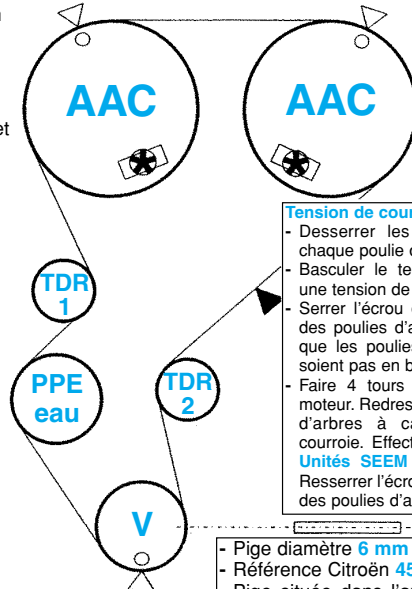 et
AAC
AAC
TDR
1
PPE
eau
TDR
2
V
Tension de cour
- Desserrer les
chaque poulie
- Basculer le
une tension de
- Serrer l'écrou
des poulies d'a
que les poulies
soient pas en b
- Faire 4 tours
moteur. Redres
d'arbres à ca
courroie. Effec
Unités SEEM
Resserrer l'écro
des poulies d'a
- Pige diamètre 6 mm
- Référence Citroën 45